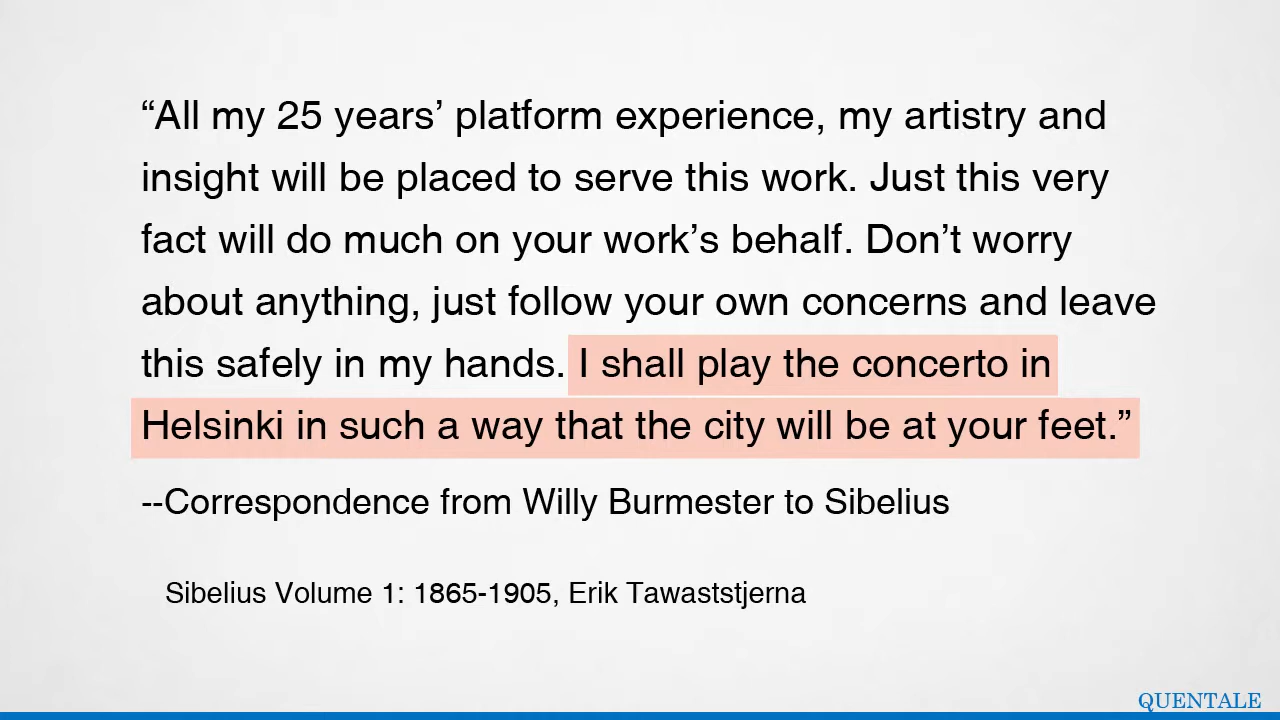 “All my 25 years’ platform experience, my artistry and
insight will be placed to serve this work. Just this very
fact will do much on your work’s behalf. Don’t worry
about anything, just follow your own concerns and leave
this safely in my hands. I shall play the concerto in
Helsinki in such a way that the city will be at your feet.”
--Correspondence from Willy Burmester to Sibelius
Sibelius Volume 1: 1865-1905, Erik Tawaststjerna
QUENTALE